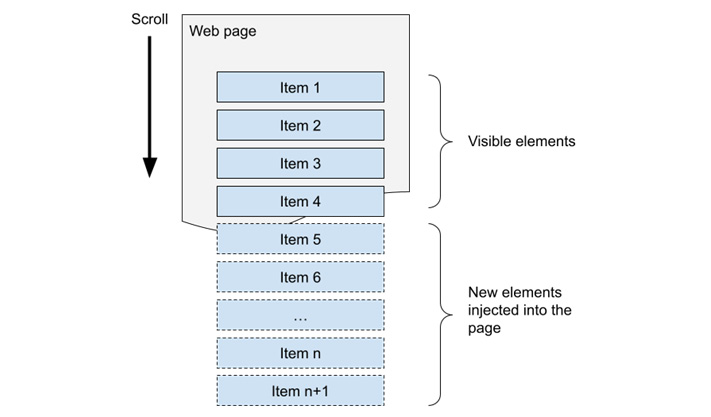 Scroll
Web page
Item 1
Item 2
Item 3
Item 4
Visible elements
Item 5
Item 6
...
Item n
Item n+1
New elements
injected into the
page